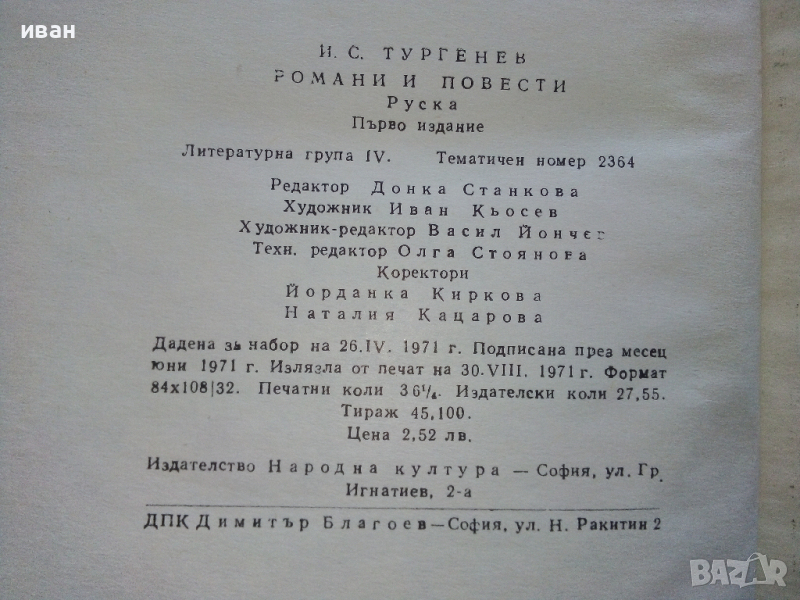 иван
И. С. ТУРГЕНЕВ
РОМАНИ И ПОВЕСТИ
Руска
Първо издание
Литературна група IV. Тематичен номер 2364
Редактор Донка Станкова
Художник Иван Кьосев
Художник-редактор Васил Йончев
Техн. редактор Олга Стоянова
Коректори
Йорданка Киркова
Наталия Кацарова
Дадена за набор на 26.IV. 1971 г. Подписана през месец
юни 1971 г. Излязла от печат на 30.VIII. 1971 г. Формат
84x108|32. Печатни коли 36¼. Издателски коли 27,55.
Тираж 45,100.
Цена 2,52 лв.
Издателство Народна култура — София, ул. Гр.
Игнатиев, 2-а
ДПК Димитър Благоев—София, ул. Н. Ракитин 2
BAZAR